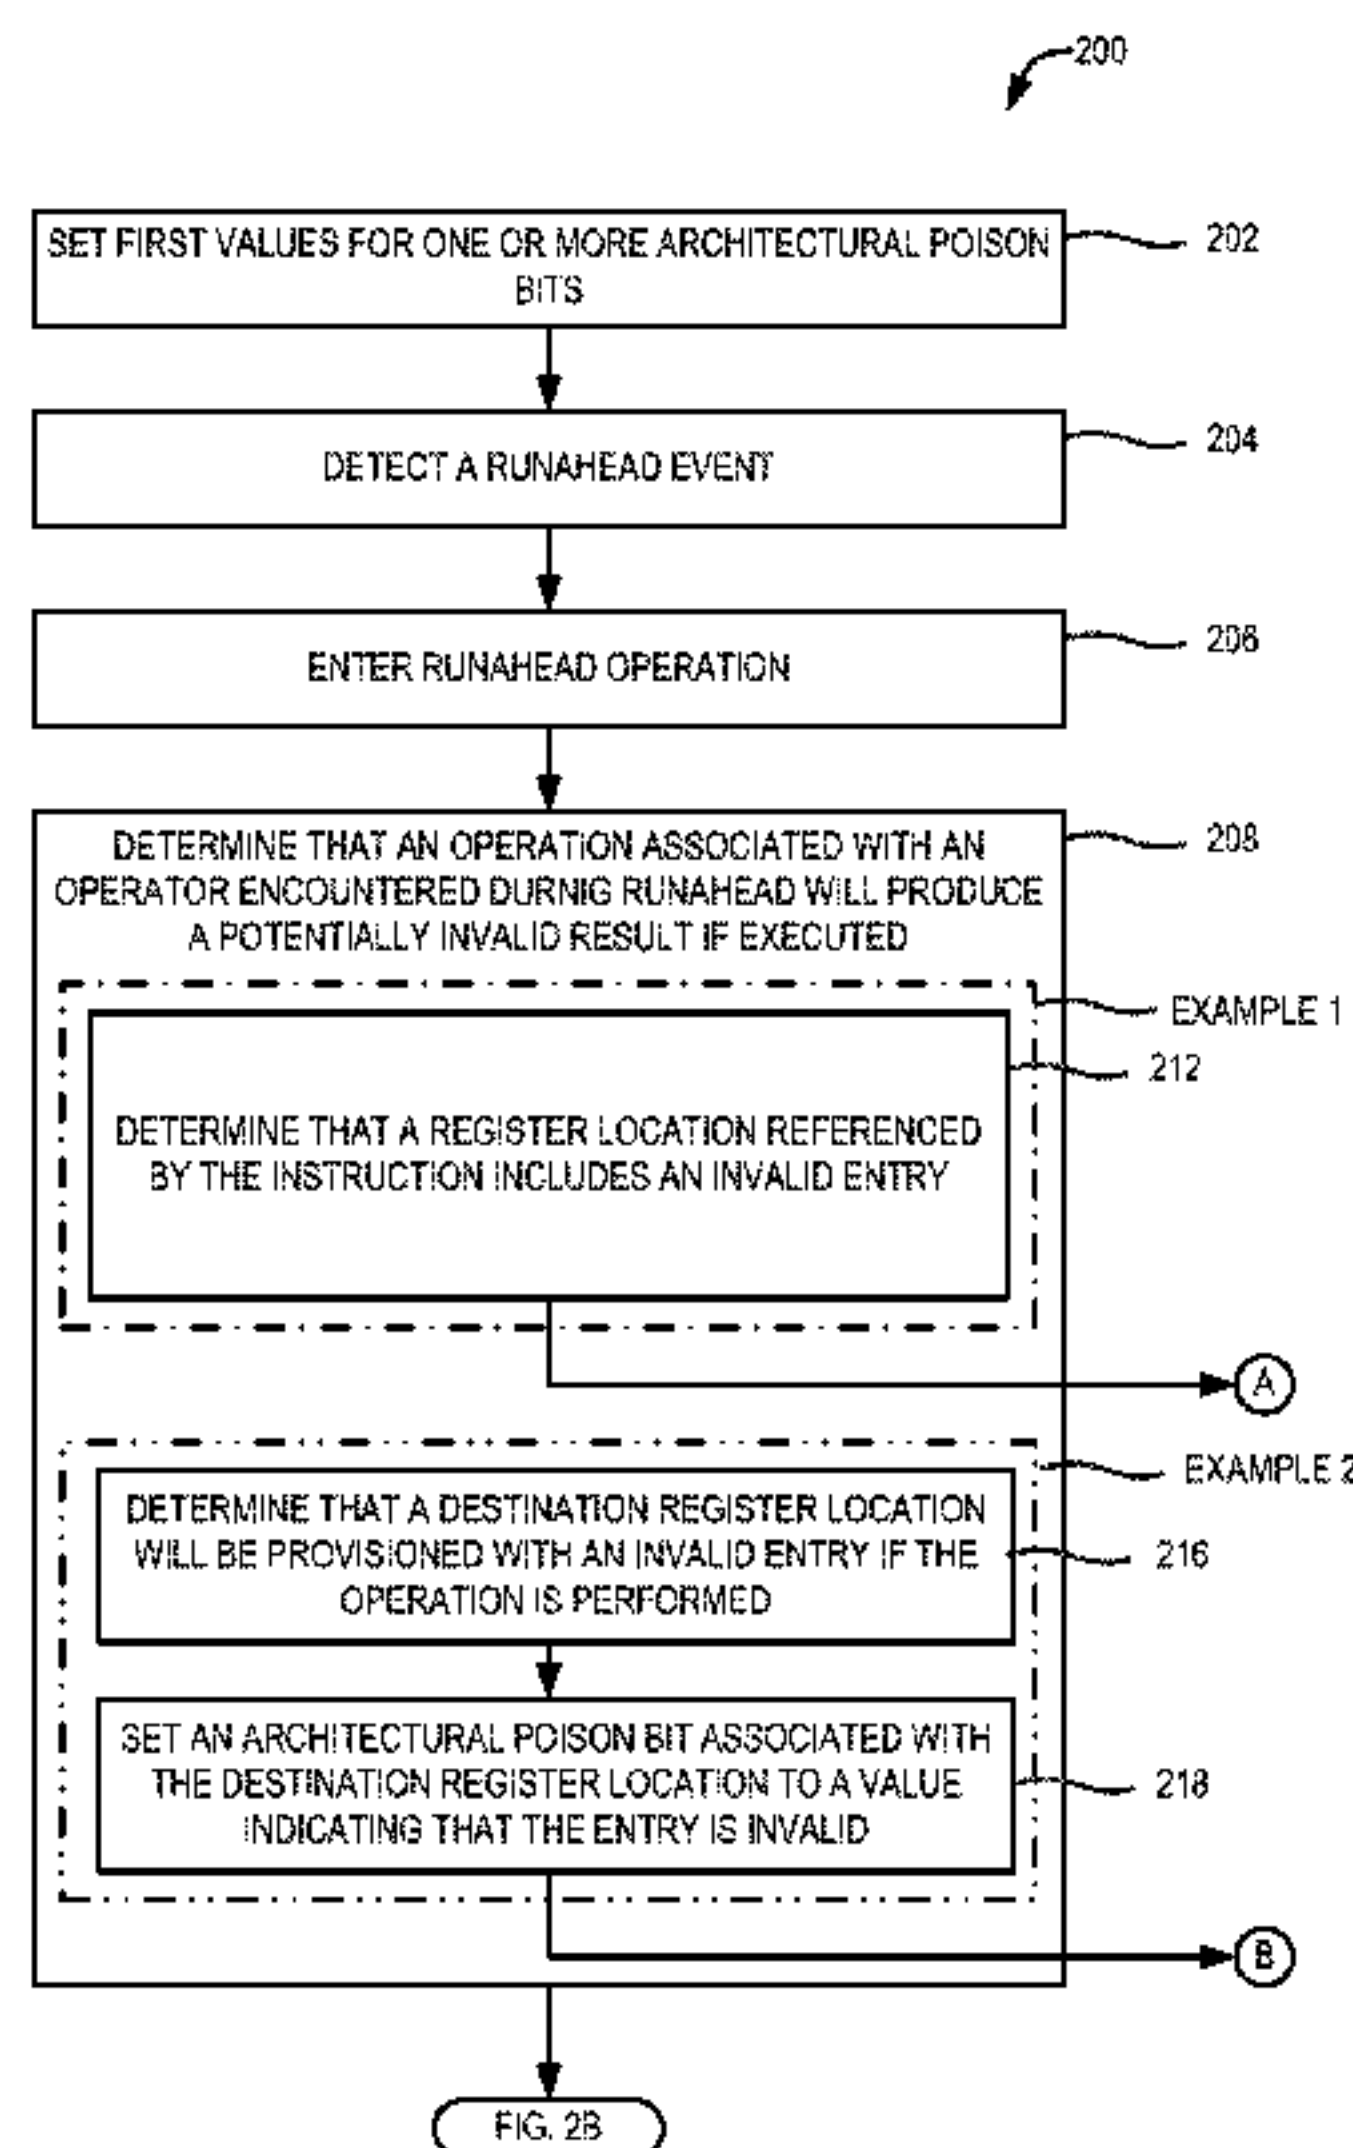 200
SET FIRST VALUES FOR ONE OR MORE ARCHITECTURAL POISON
BITS
202
DETECT A RUNAHEAD EVENT
204
ENTER RUNAHEAD OPERATION
206
DETERMINE THAT AN OPERATION ASSOCIATED WITH AN
OPERATOR ENCOUNTERED DURNIG RUNAHEAD WILL PRODUCE
A POTENTIALLY INVALID RESULT IF EXECUTED
208
EXAMPLE 1
212
DETERMINE THAT A REGISTER LOCATION REFERENCED
BY THE INSTRUCTION INCLUDES AN INVALID ENTRY
A
EXAMPLE 2
DETERMINE THAT A DESTINATION REGISTER LOCATION
WILL BE PROVISIONED WITH AN INVALID ENTRY IF THE
OPERATION IS PERFORMED
216
SET AN ARCHITECTURAL POISON BIT ASSOCIATED WITH
THE DESTINATION REGISTER LOCATION TO A VALUE
INDICATING THAT THE ENTRY IS INVALID
218
B
FIG. 2B